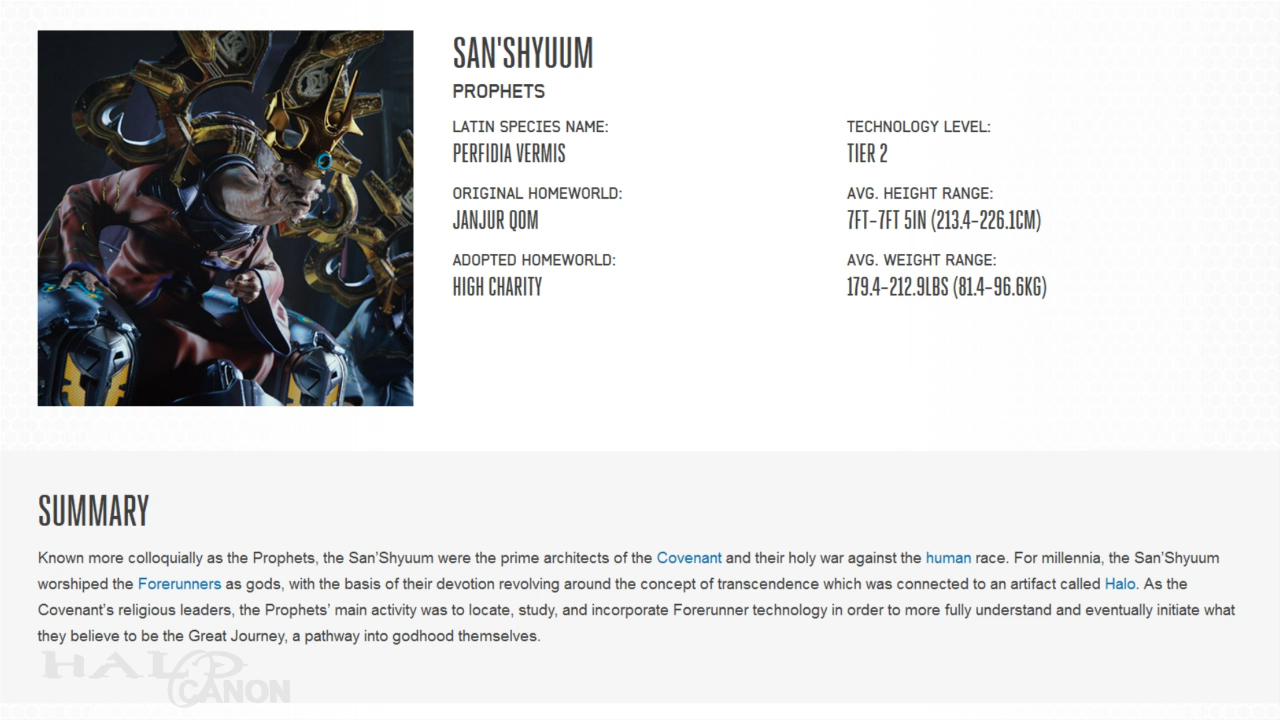 SAN'SHYUUM
PROPHETS
LATIN SPECIES NAME:
PERFIDIA VERMIS
TECHNOLOGY LEVEL:
TIER 2
ORIGINAL HOMEWORLD:
JANJUR QOM
AVG. HEIGHT RANGE:
7FT–7FT 5IN (213.4–226.1CM)
ADOPTED HOMEWORLD:
HIGH CHARITY
AVG. WEIGHT RANGE:
179.4–212.9LBS (81.4–96.6KG)
SUMMARY
Known more colloquially as the Prophets, the San’Shyuum were the prime architects of the Covenant and their holy war against the human race. For millennia, the San’Shyuum
worshiped the Forerunners as gods, with the basis of their devotion revolving around the concept of transcendence which was connected to an artifact called Halo. As the
Covenant’s religious leaders, the Prophets’ main activity was to locate, study, and incorporate Forerunner technology in order to more fully understand and eventually initiate what
they believe to be the Great Journey, a pathway into godhood themselves.
HALO
CANON